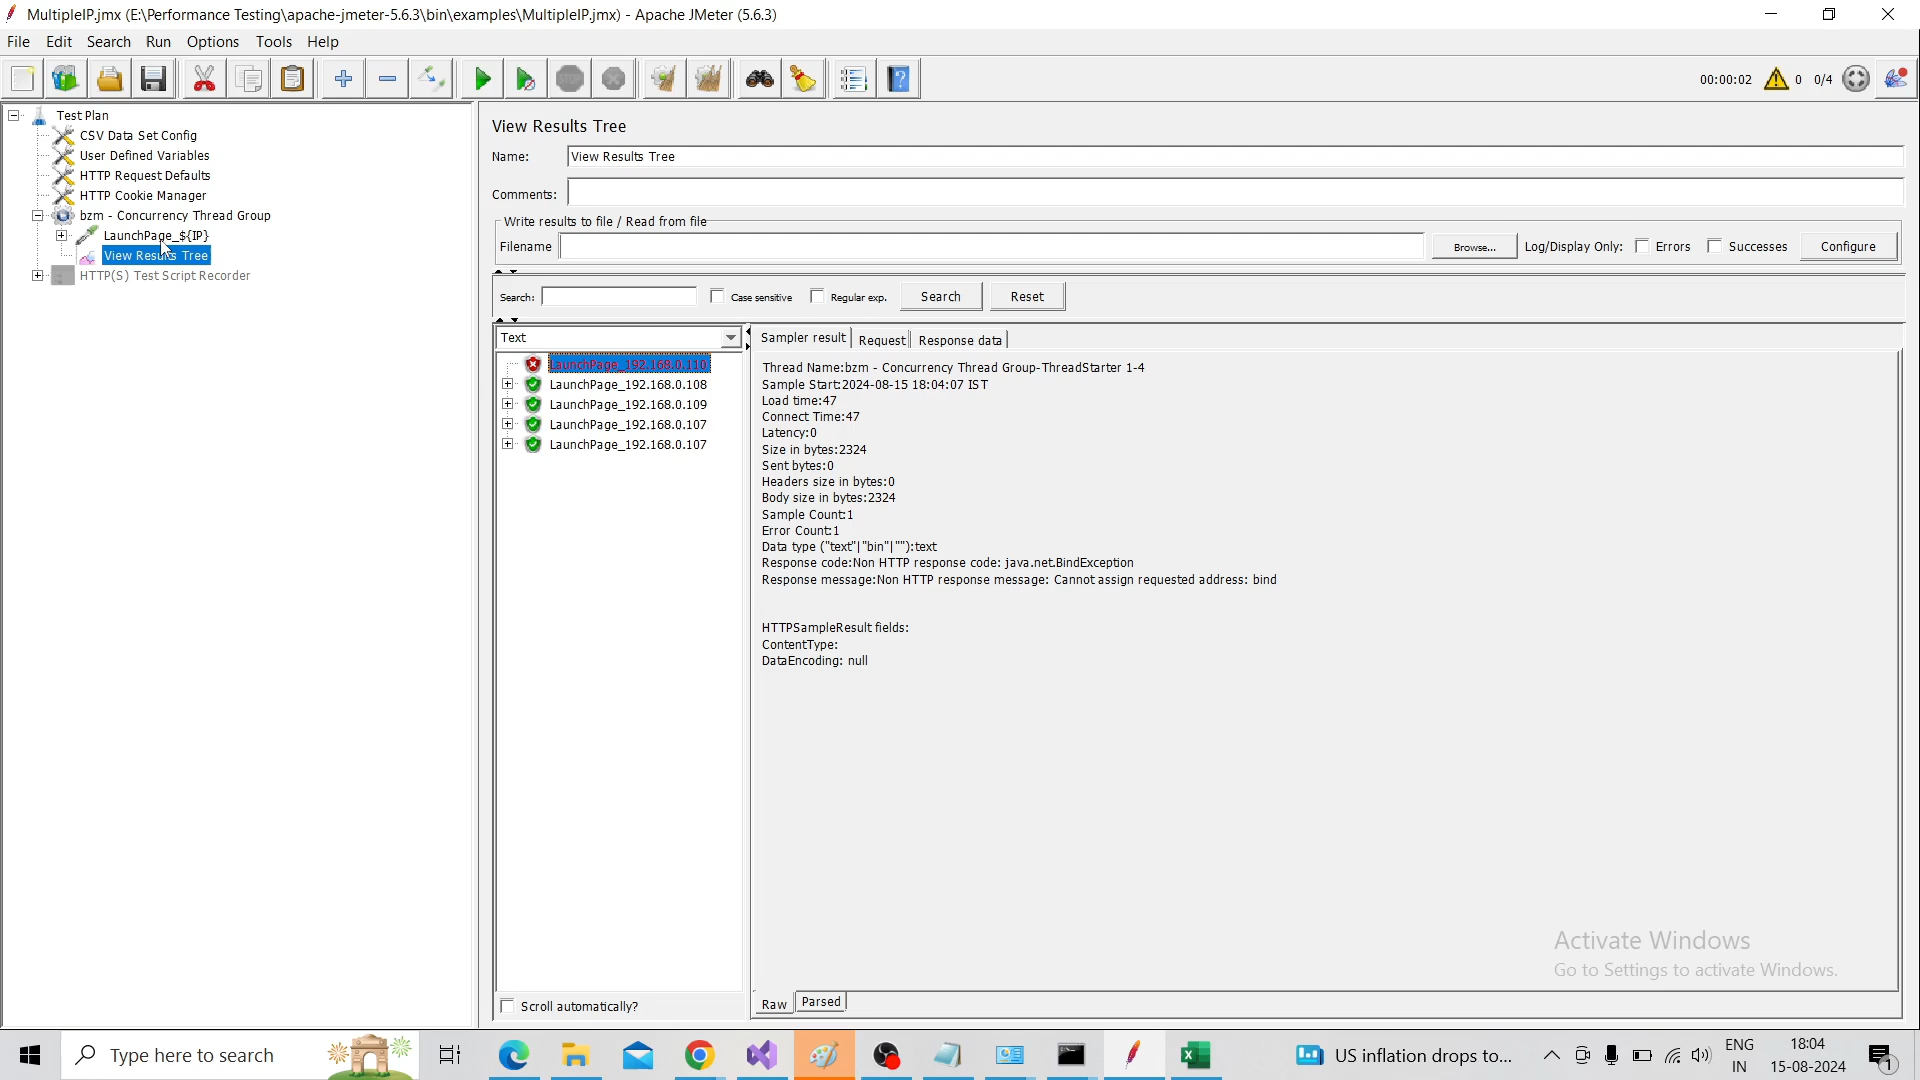 MultipleIP.jmx (E:\Performance Testing\apache-jmeter-5.6.3\bin\examples\MultipleIP.jmx) - Apache JMeter (5.6.3)
File Edit Search Run Options Tools Help
STOP
00:00:02 0 0/4
Test Plan
CSV Data Set Config
User Defined Variables
HTTP Request Defaults
HTTP Cookie Manager
bzm - Concurrency Thread Group
LaunchPage_${IP}
View Results Tree
HTTP(S) Test Script Recorder
View Results Tree
Name: View Results Tree
Comments:
Write results to file / Read from file
Filename Browse... Log/Display Only: Errors Successes Configure
Search: Case sensitive Regular exp. Search Reset
Text
LaunchPage_192.168.0.110
LaunchPage_192.168.0.108
LaunchPage_192.168.0.109
LaunchPage_192.168.0.107
LaunchPage_192.168.0.107
Scroll automatically?
Sampler result Request Response data
Thread Name:bzm - Concurrency Thread Group-ThreadStarter 1-4
Sample Start:2024-08-15 18:04:07 IST
Load time:47
Connect Time:47
Latency:0
Size in bytes:2324
Sent bytes:0
Headers size in bytes:0
Body size in bytes:2324
Sample Count:1
Error Count:1
Data type ("text"|"bin"|""):text
Response code:Non HTTP response code: java.net.BindException
Response message:Non HTTP response message: Cannot assign requested address: bind
HTTPSampleResult fields:
ContentType:
DataEncoding: null
Raw Parsed
Activate Windows
Go to Settings to activate Windows.
Type here to search
US inflation drops to...
ENG
IN
18:04
15-08-2024
1